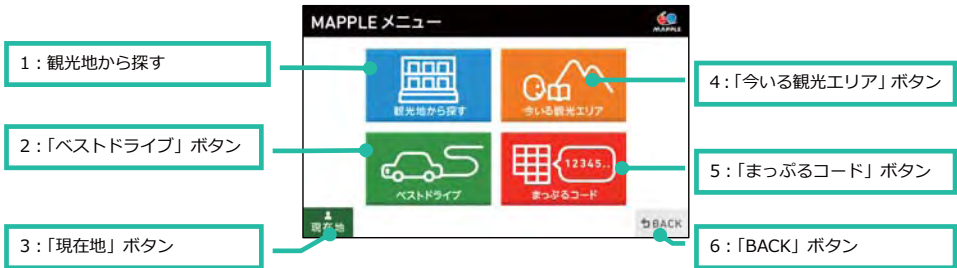 MAPPLE メニュー
MAPPLE
1：観光地から探す
2：「ベストドライブ」ボタン
3：「現在地」ボタン
観光地から探す
今いる観光エリア
12345..
ベストドライブ
まっぷるコード
現在地
BACK
4：「今いる観光エリア」ボタン
5：「まっぷるコード」ボタン
6：「BACK」ボタン